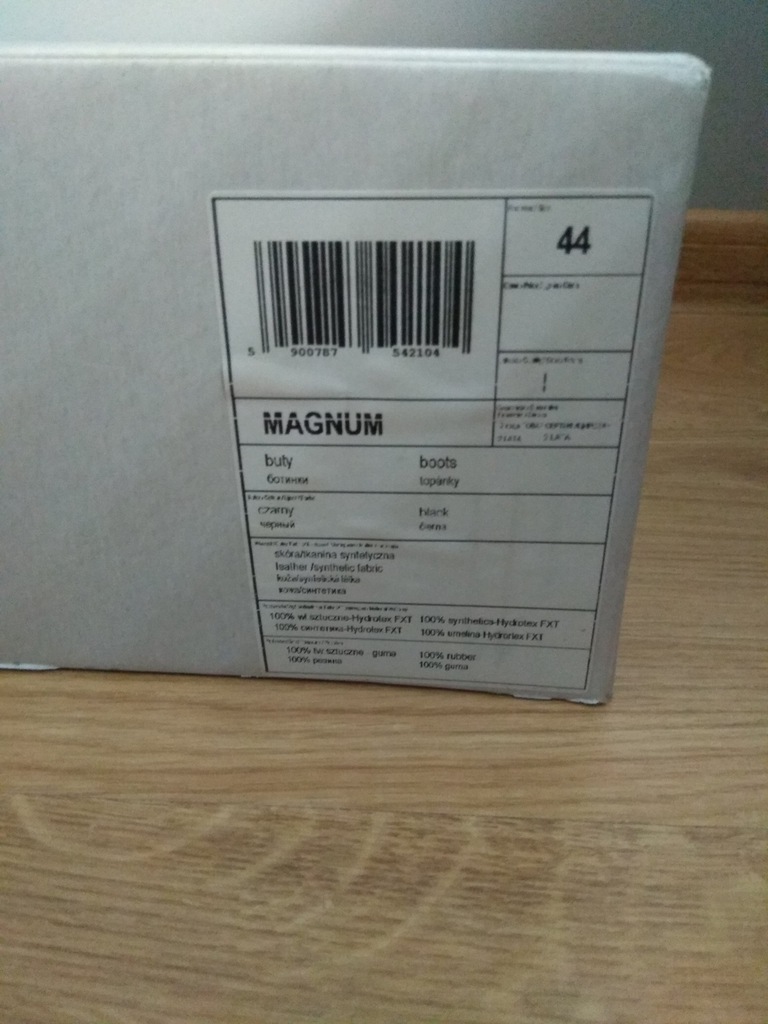 44
5 900787 542104
MAGNUM
buty boots
ботинки topánky
czarny black
черный čierna
skóra/tkanina syntetyczna
leather /synthetic fabric
koža/syntetická látka
кожа/синтетика
100% wł.sztuczne-Hydrotex FXT 100% synthetics-Hydrotex FXT
100% синтетика-Hydrotex FXT 100% umelina Hydrortex FXT
100% tw.sztuczne guma 100% rubber
100% резина 100% guma